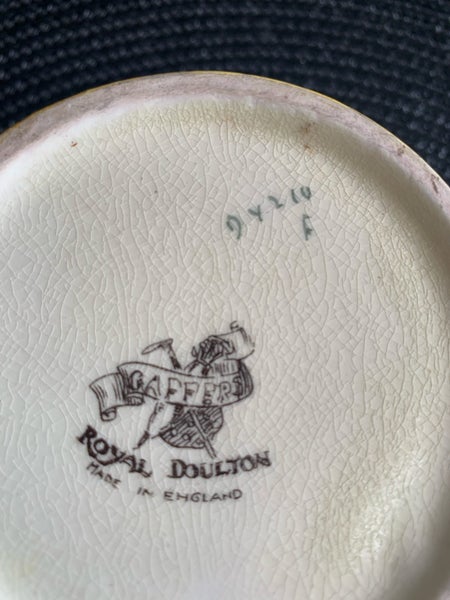 D4210
A
GAFFERS
ROYAL DOULTON
MADE IN ENGLAND